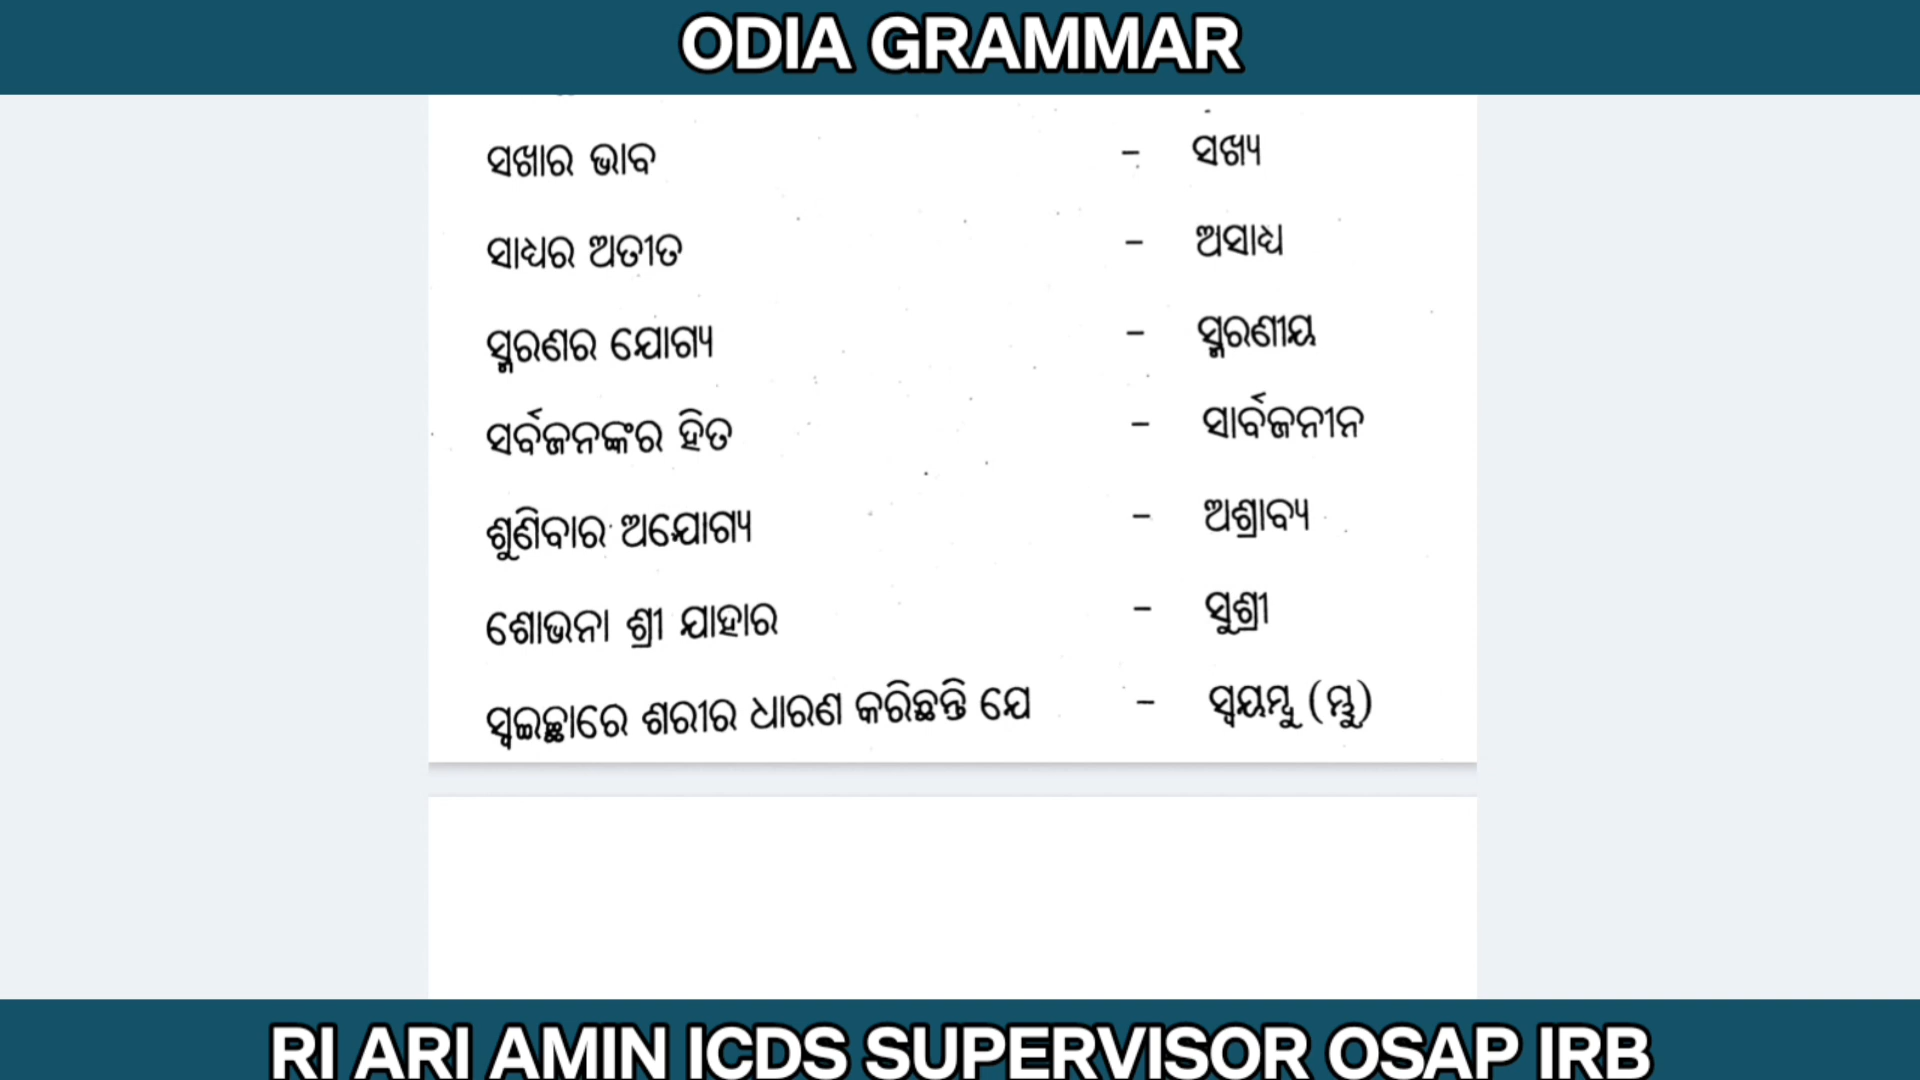 ODIA GRAMMAR
ସଖାର ଭାବ - ସଖ୍ୟ
ସାଧ୍ୟର ଅତୀତ - ଅସାଧ୍ୟ
ସ୍ମରଣର ଯୋଗ୍ୟ - ସ୍ମରଣୀୟ
ସର୍ବଜନଙ୍କର ହିତ - ସାର୍ବଜନୀନ
ଶୁଣିବାର ଅଯୋଗ୍ୟ - ଅଶ୍ରାବ୍ୟ
ଶୋଭନା ଶ୍ରୀ ଯାହାର - ସୁଶ୍ରୀ
ସ୍ୱଇଚ୍ଛାରେ ଶରୀର ଧାରଣ କରିଛନ୍ତି ଯେ - ସ୍ୱୟମ୍ଭୁ (ମ୍ଭୁ)
RI ARI AMIN ICDS SUPERVISOR OSAP IRB